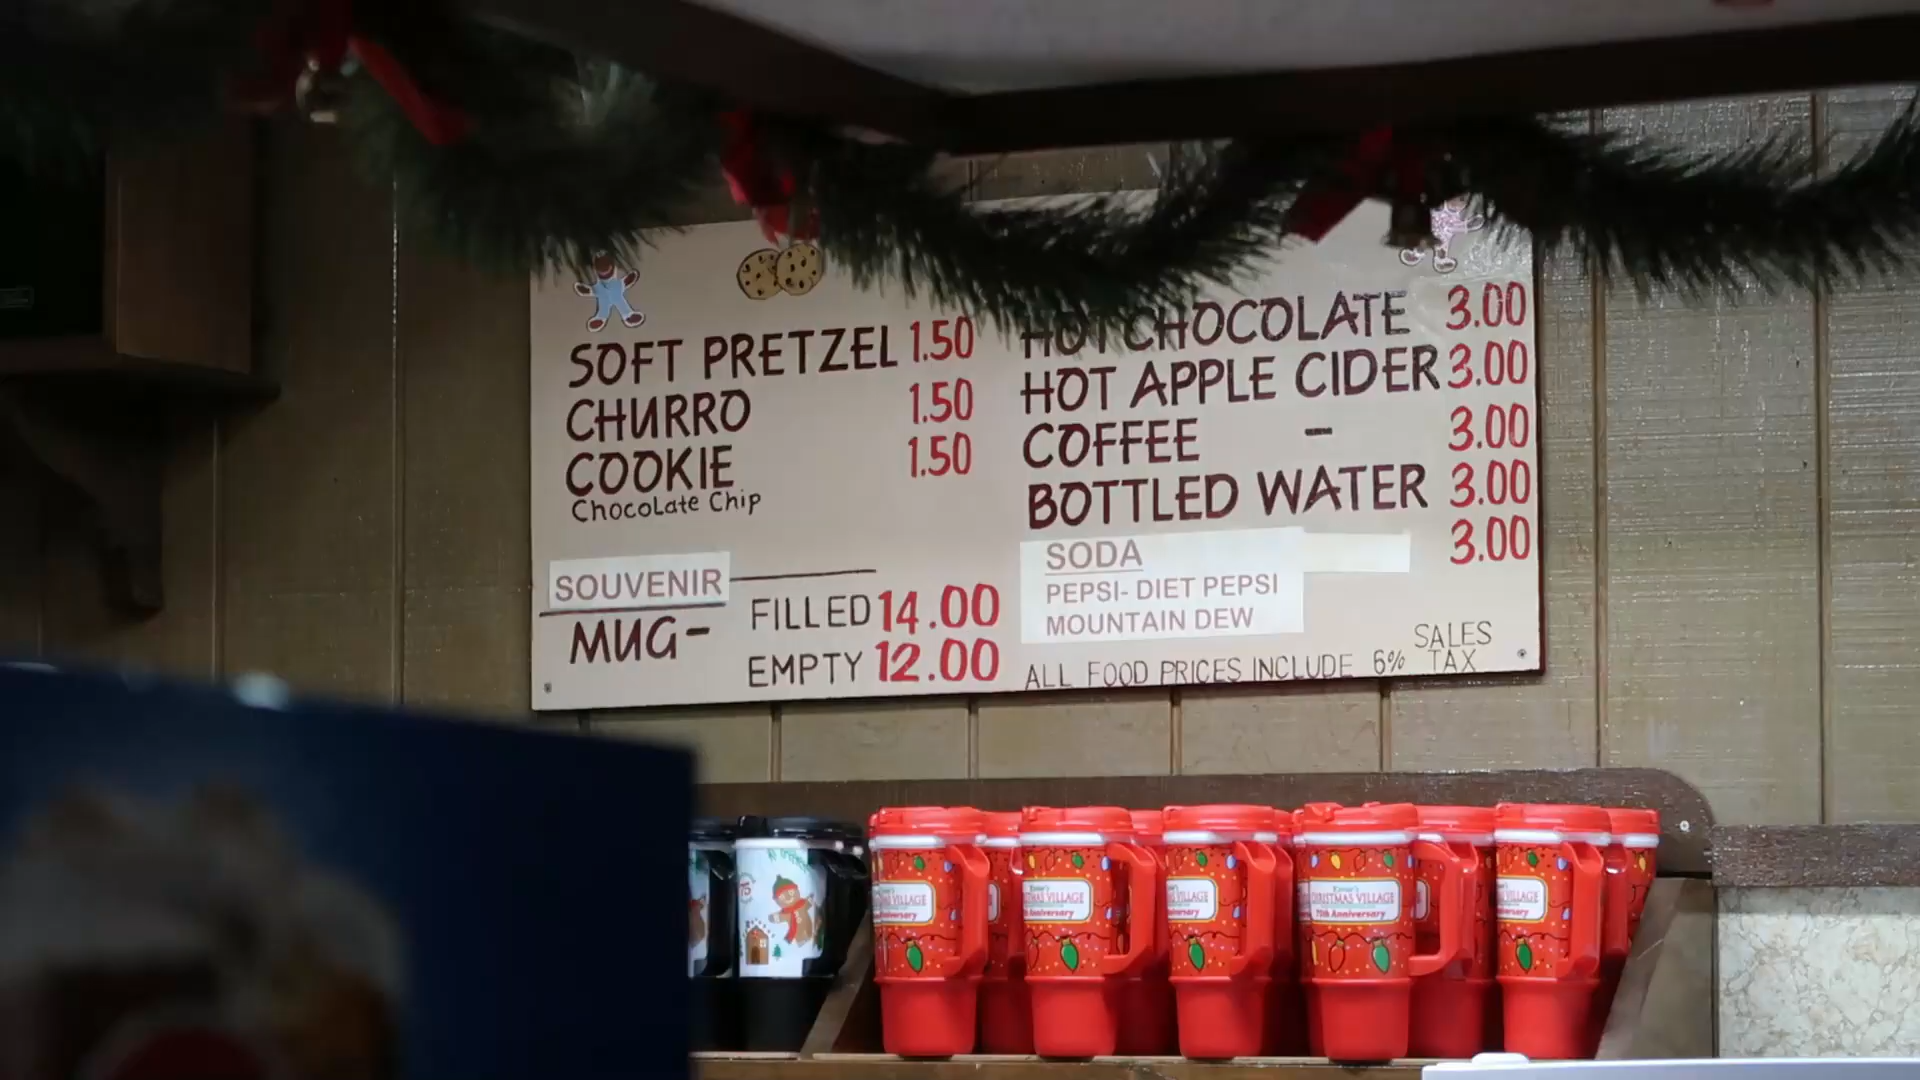 SOFT PRETZEL 1.50
CHURRO 1.50
COOKIE 1.50
Chocolate Chip
SOUVENIR
MUG-
FILLED 14.00
EMPTY 12.00
HOT CHOCOLATE 3.00
HOT APPLE CIDER 3.00
COFFEE - 3.00
BOTTLED WATER 3.00
SODA 3.00
PEPSI- DIET PEPSI
MOUNTAIN DEW
ALL FOOD PRICES INCLUDE 6% SALES TAX
75
CHRISTMAS VILLAGE
75th Anniversary